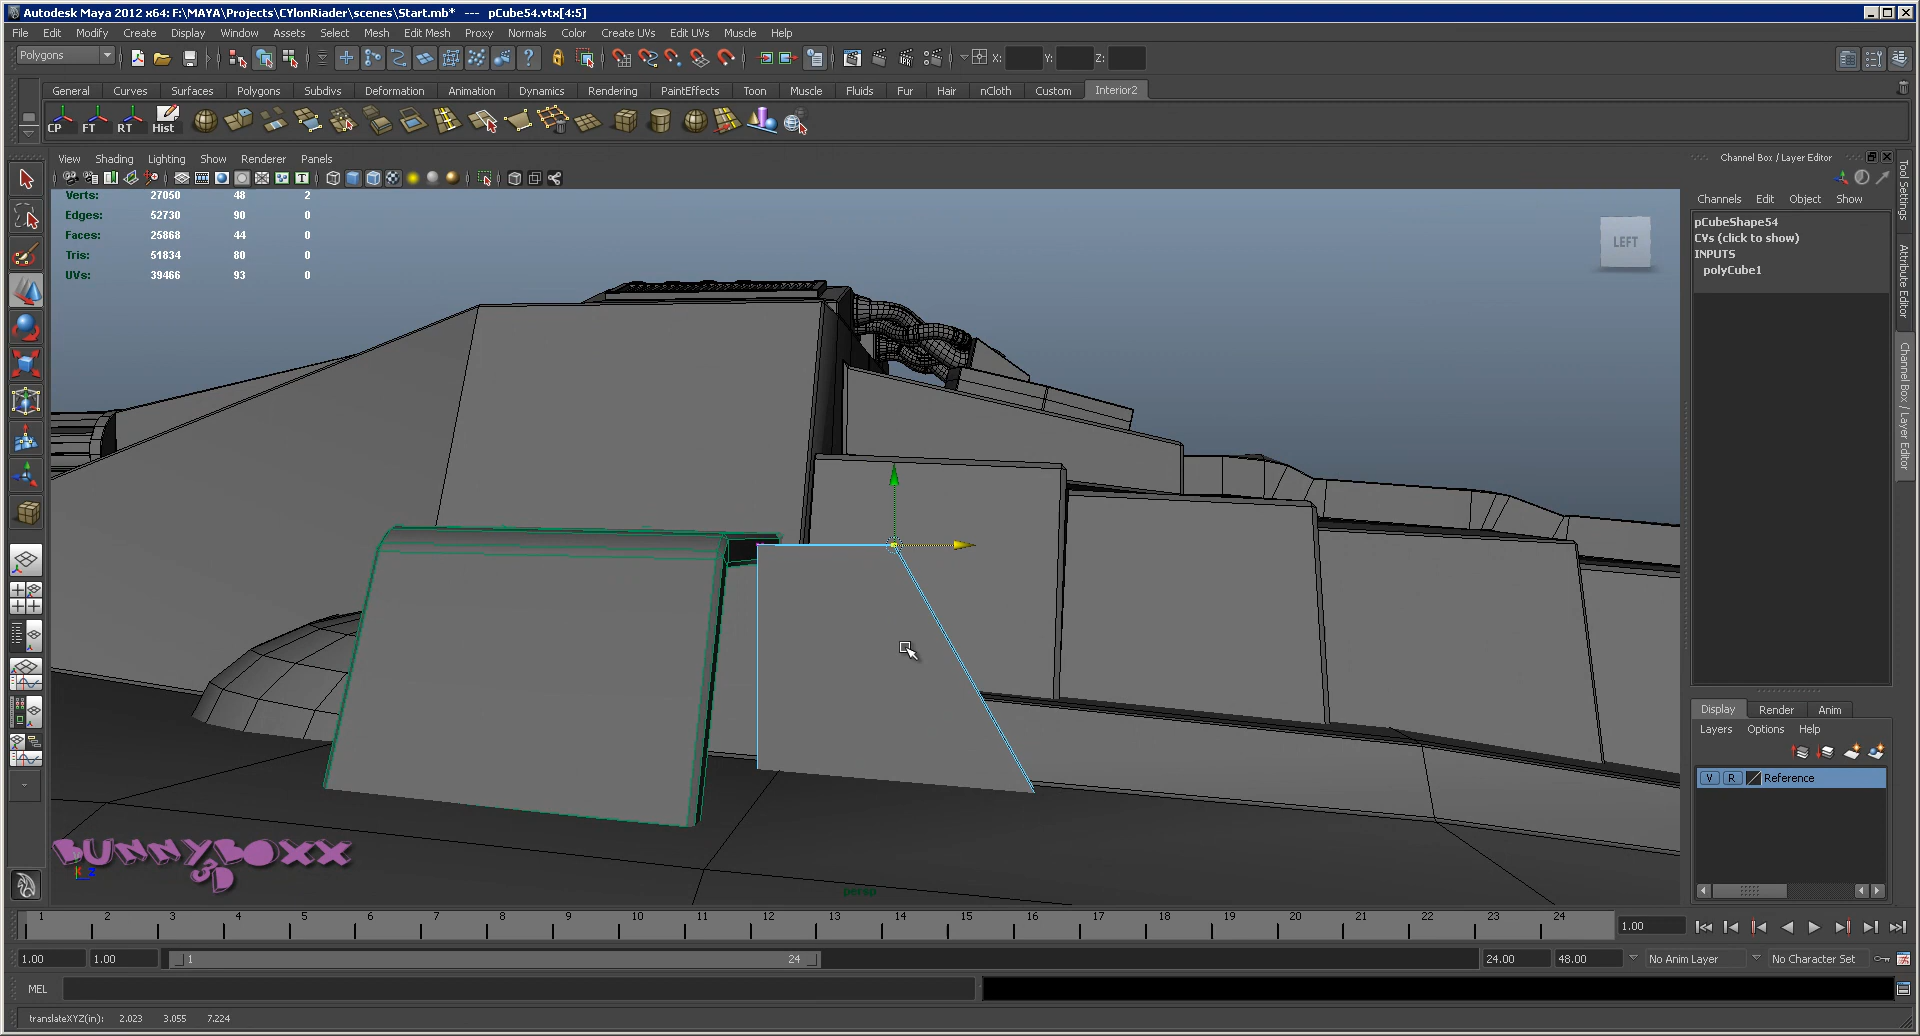 Autodesk Maya 2012 x64: F:\MAYA\Projects\CYlonRiader\scenes\Start.mb* --- pCube54.vtx[4:5]
File Edit Modify Create Display Window Assets Select Mesh Edit Mesh Proxy Normals Color Create UVs Edit UVs Muscle Help
Polygons X: Y: Z:
General Curves Surfaces Polygons Subdivs Deformation Animation Dynamics Rendering PaintEffects Toon Muscle Fluids Fur Hair nCloth Custom Interior2
CP FT RT Hist
View Shading Lighting Show Renderer Panels
Verts: 27050 48 2
Edges: 52730 90 0
Faces: 25868 44 0
Tris: 51834 80 0
UVs: 39466 93 0
LEFT
BUNNYBOXX
3D
persp
Channel Box / Layer Editor
Channels Edit Object Show
pCubeShape54
CVs (click to show)
INPUTS
polyCube1
Tool Settings
Attribute Editor
Channel Box / Layer Editor
Display Render Anim
Layers Options Help
V R Reference
1 2 3 4 5 6 7 8 9 10 11 12 13 14 15 16 17 18 19 20 21 22 23 24 1.00
1.00 1.00 1 24 24.00 48.00 No Anim Layer No Character Set
MEL
translateXYZ(in): 2.023 3.055 7.224